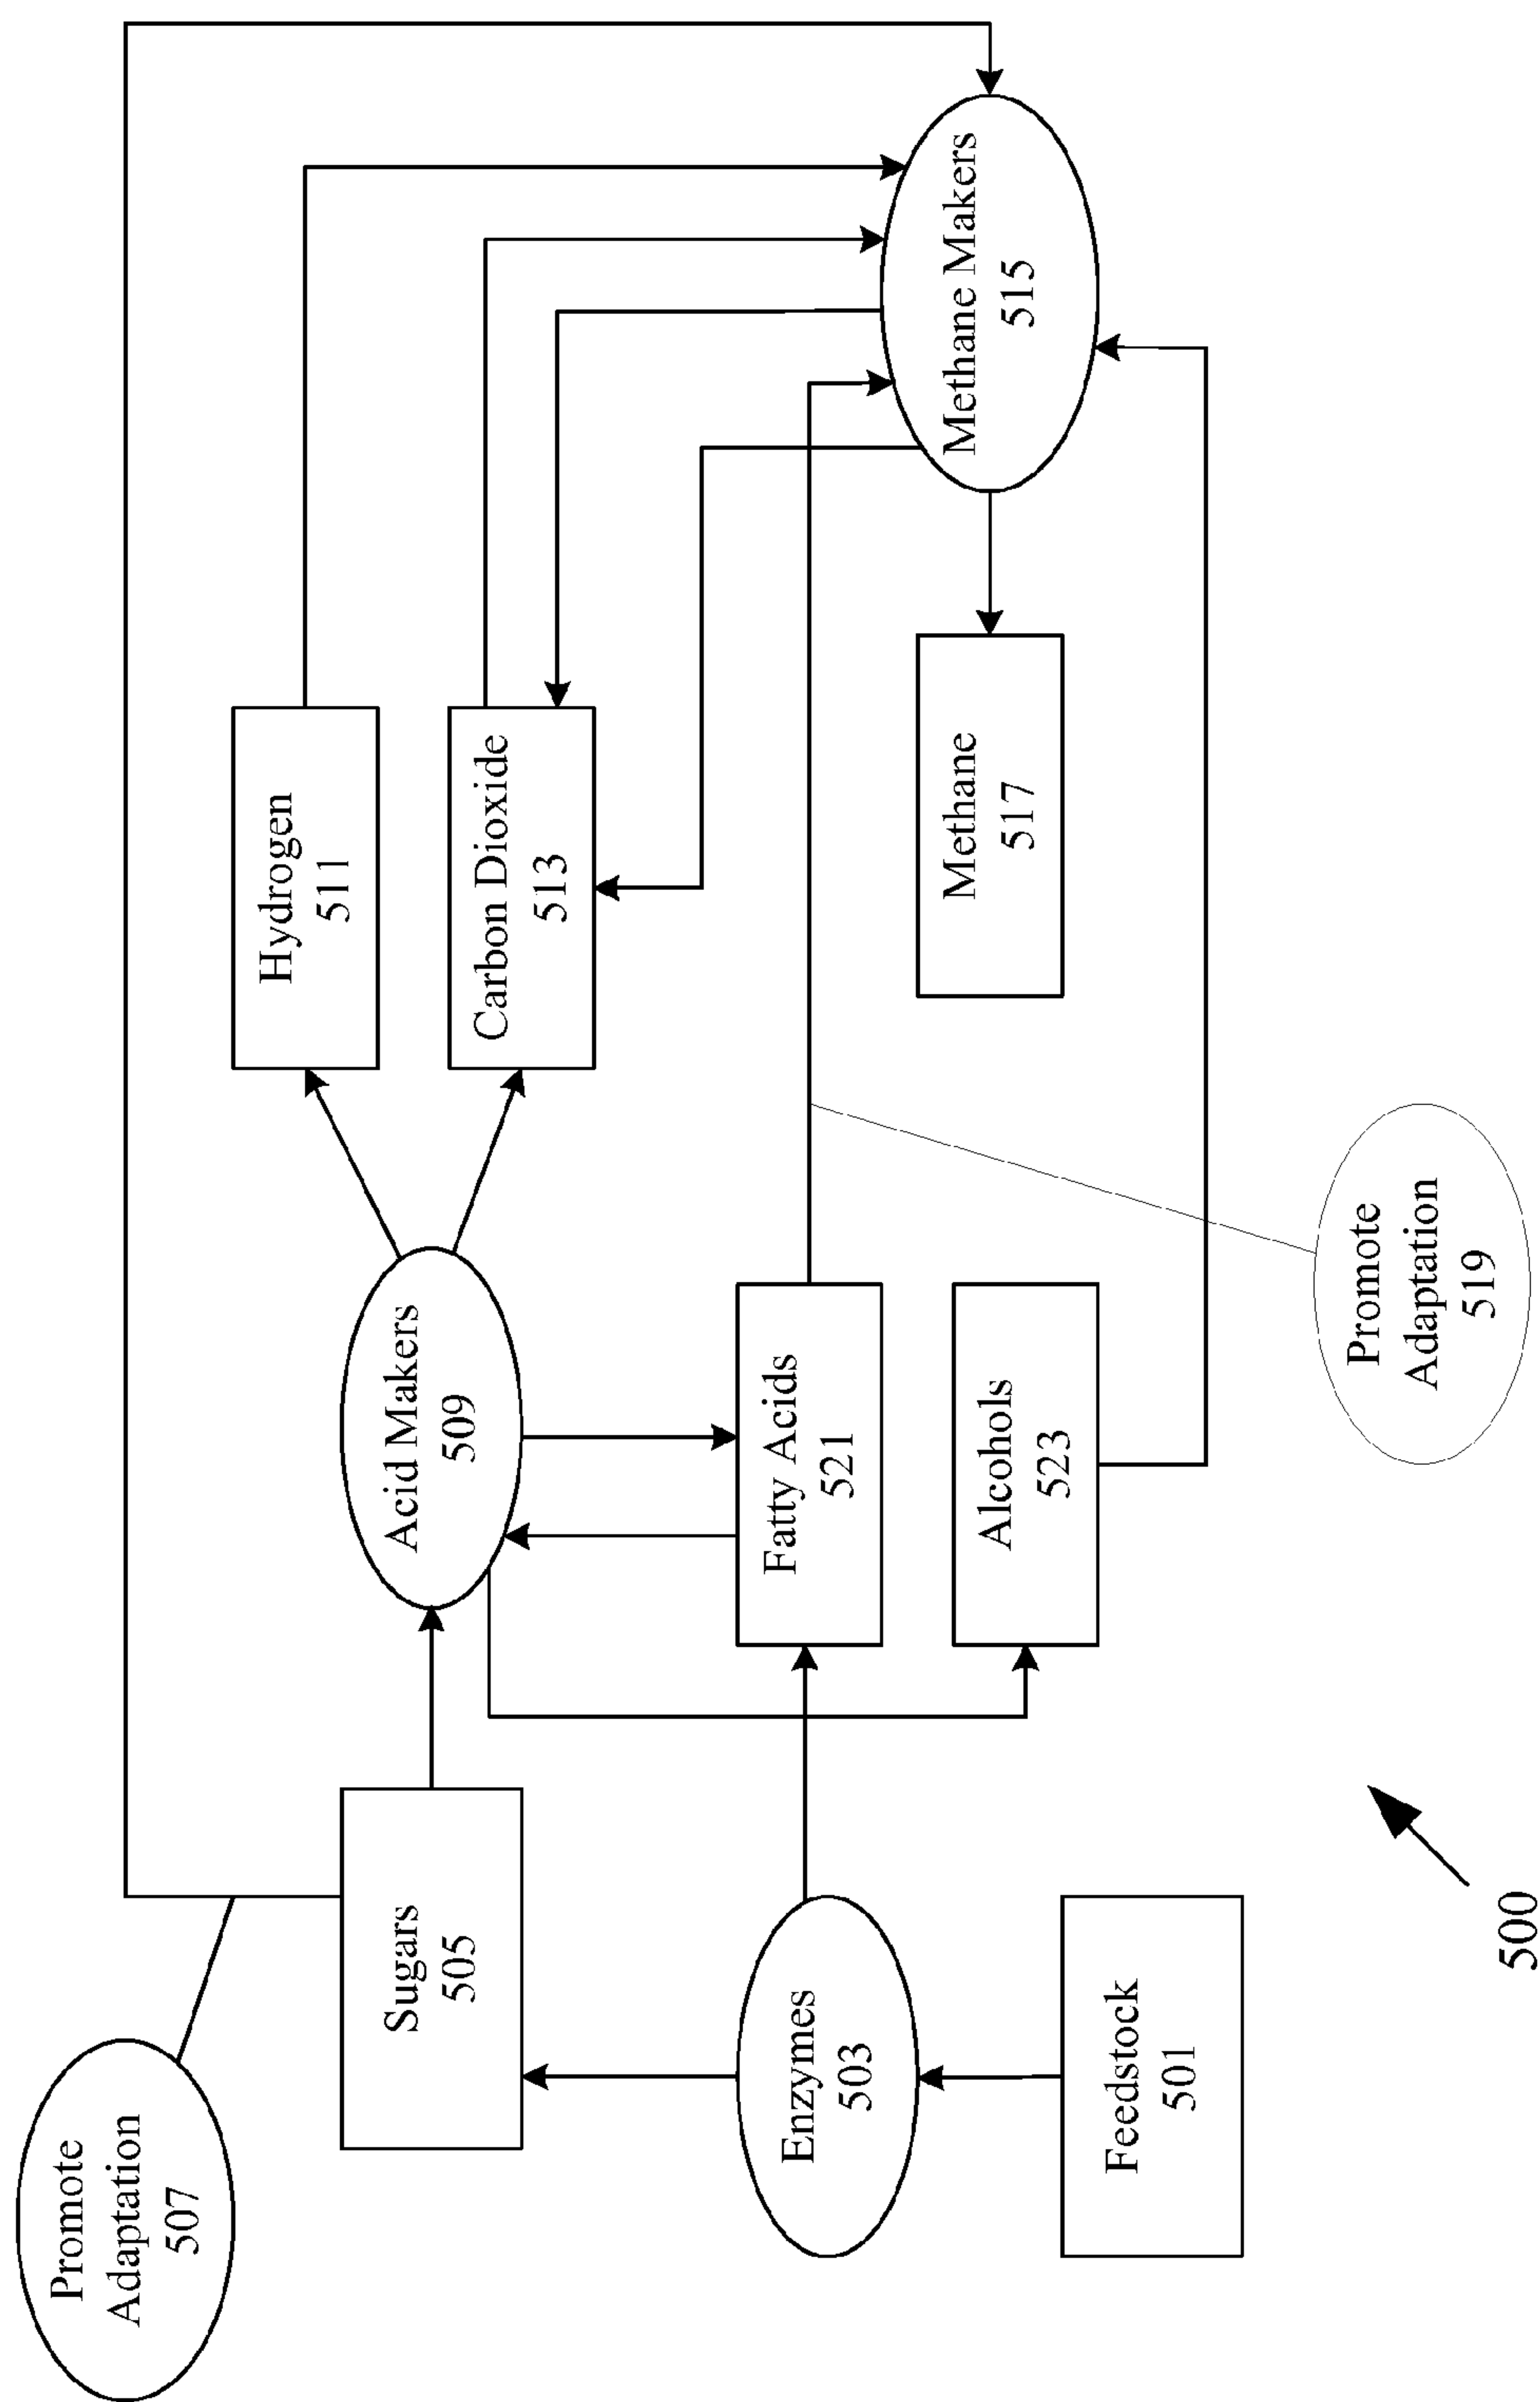 Promote
Adaptation
507
Sugars
505
Enzymes
503
Feedstock
501
Acid Makers
509
Fatty Acids
521
Alcohols
523
Hydrogen
511
Carbon Dioxide
513
Methane
517
Methane Makers
515
Promote
Adaptation
519
500